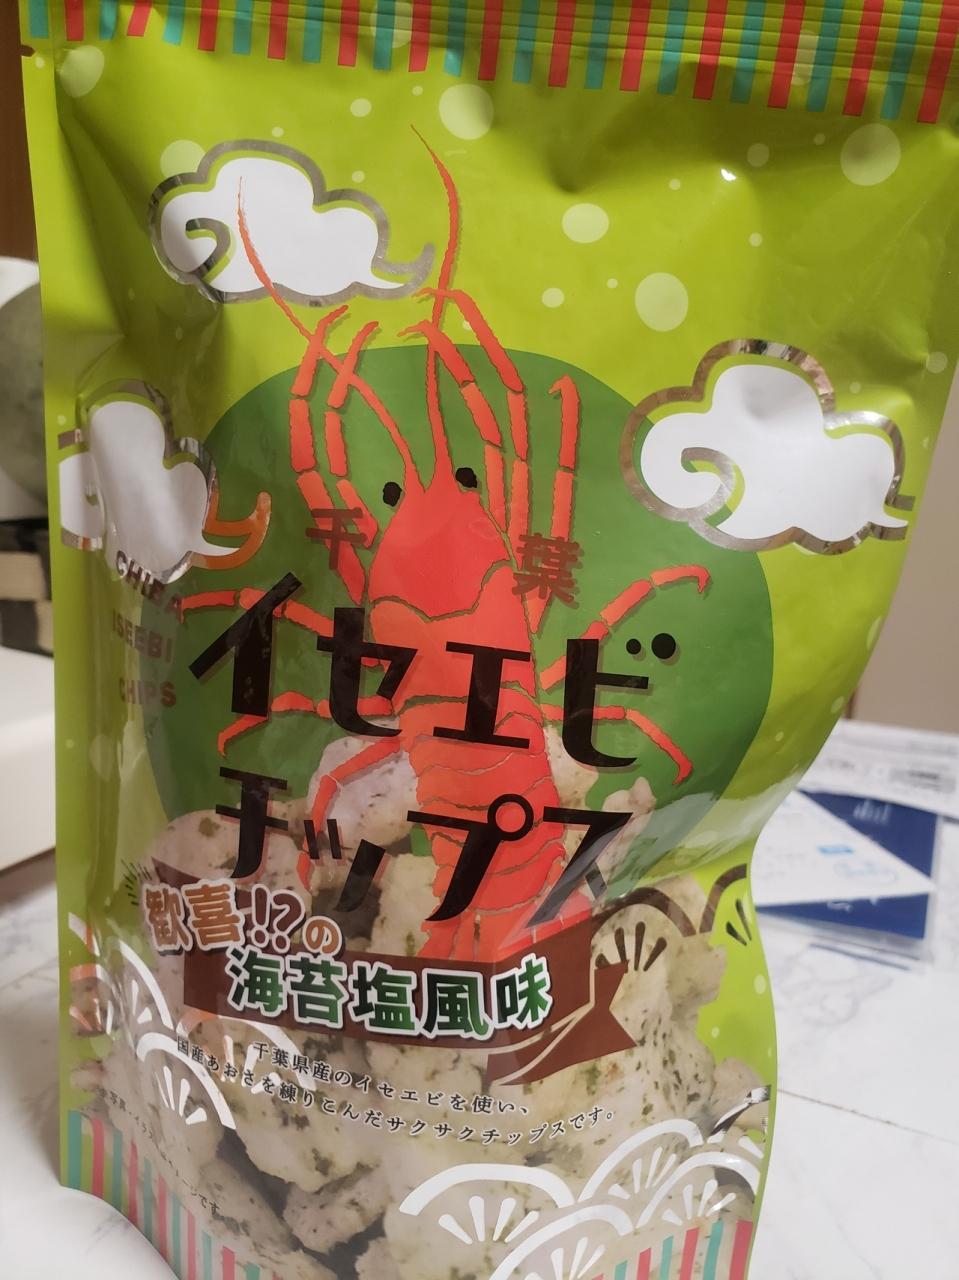 千葉
CHIBA
ISEEBI
CHIPS
イセエビ
チップス
歓喜!?の
海苔塩風味
千葉県産のイセエビを使い、
国産あおさを練りこんだサクサクチップスです。